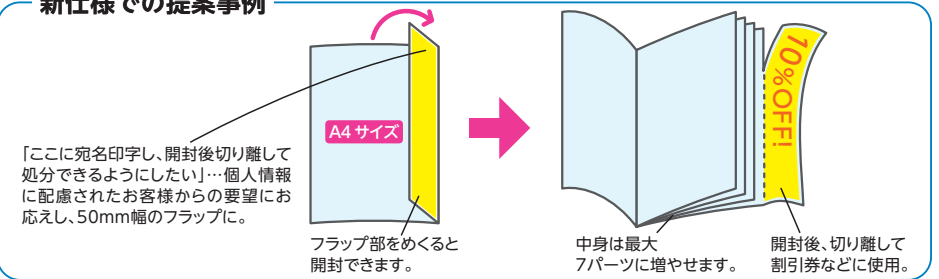 新仕様での提案事例
A4 サイズ
「ここに宛名印字し、開封後切り離して
処分できるようにしたい」…個人情報
に配慮されたお客様からの要望にお
応えし、50mm幅のフラップに。
フラップ部をめくると
開封できます。
10%OFF!
中身は最大
7パーツに増やせます。
開封後、切り離して
割引券などに使用。